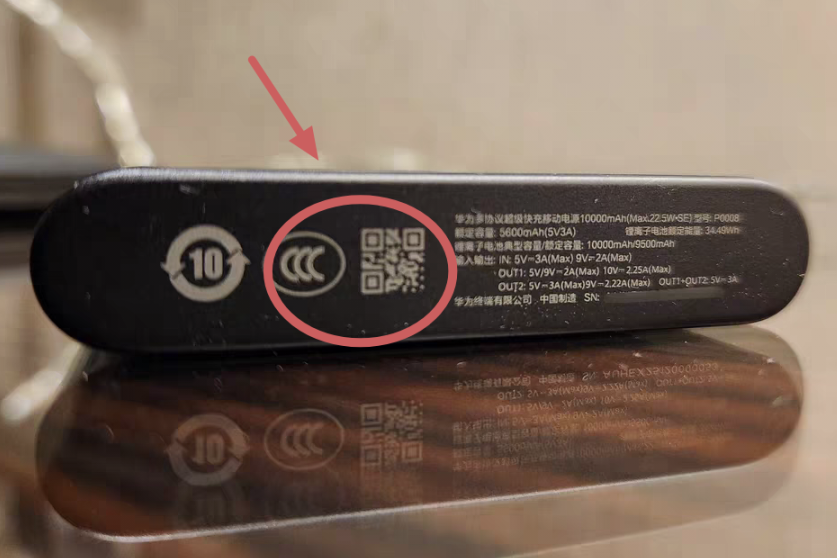 10
CCC
华为多协议超级快充移动电源10000mAh(Max.22.5W SE) 型号: P0008
额定容量: 5600mAh(5V3A) 锂离子电池额定能量: 34.49Wh
锂离子电池典型容量/额定容量: 10000mAh/9500mAh
输入输出: IN: 5V⎓3A(Max) 9V⎓2A(Max)
OUT1: 5V/9V⎓2A(Max) 10V⎓2.25A(Max)
OUT2: 5V⎓3A(Max)9V⎓2.22A(Max) OUT1+OUT2: 5V⎓3A
华为终端有限公司 中国制造 SN: